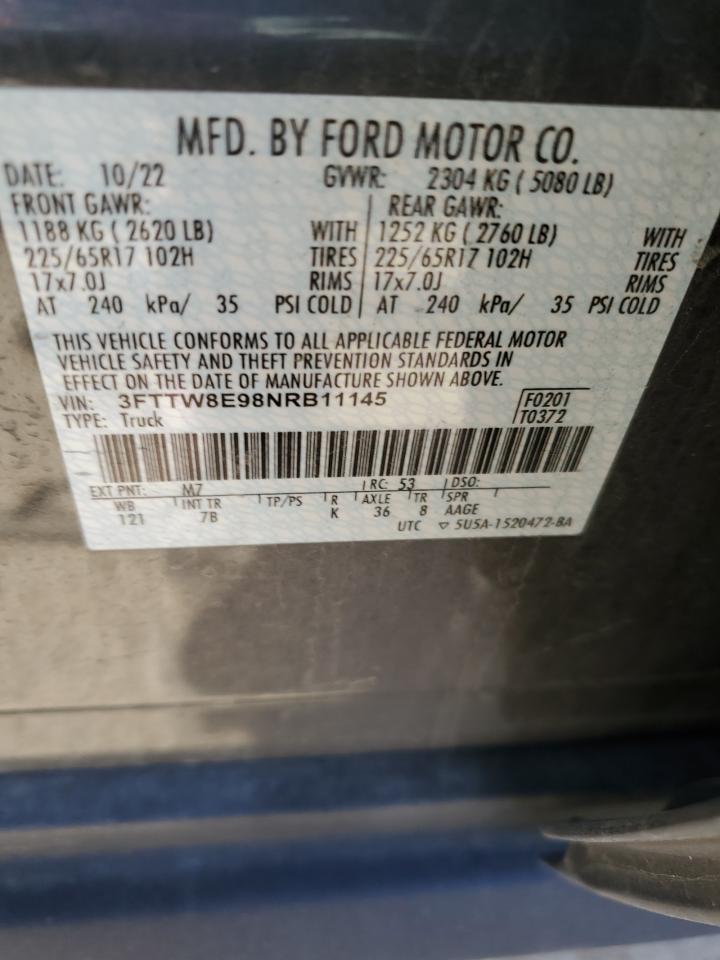 MFD. BY FORD MOTOR CO.
DATE: 10/22 GVWR: 2304 KG ( 5080 LB)
FRONT GAWR: REAR GAWR:
1188 KG ( 2620 LB) WITH 1252 KG ( 2760 LB) WITH
225/65R17 102H TIRES 225/65R17 102H TIRES
17x7.0J RIMS 17x7.0J RIMS
AT 240 kPa/ 35 PSI COLD AT 240 kPa/ 35 PSI COLD
THIS VEHICLE CONFORMS TO ALL APPLICABLE FEDERAL MOTOR
VEHICLE SAFETY AND THEFT PREVENTION STANDARDS IN
EFFECT ON THE DATE OF MANUFACTURE SHOWN ABOVE.
VIN: 3FTTW8E98NRB11145 F0201
TYPE: Truck T0372
EXT PNT: M7 RC: 53 DSO:
WB INT TR TP/PS R AXLE TR SPR
121 7B K 36 8 AAGE
UTC ▽ 5U5A-1520472-BA